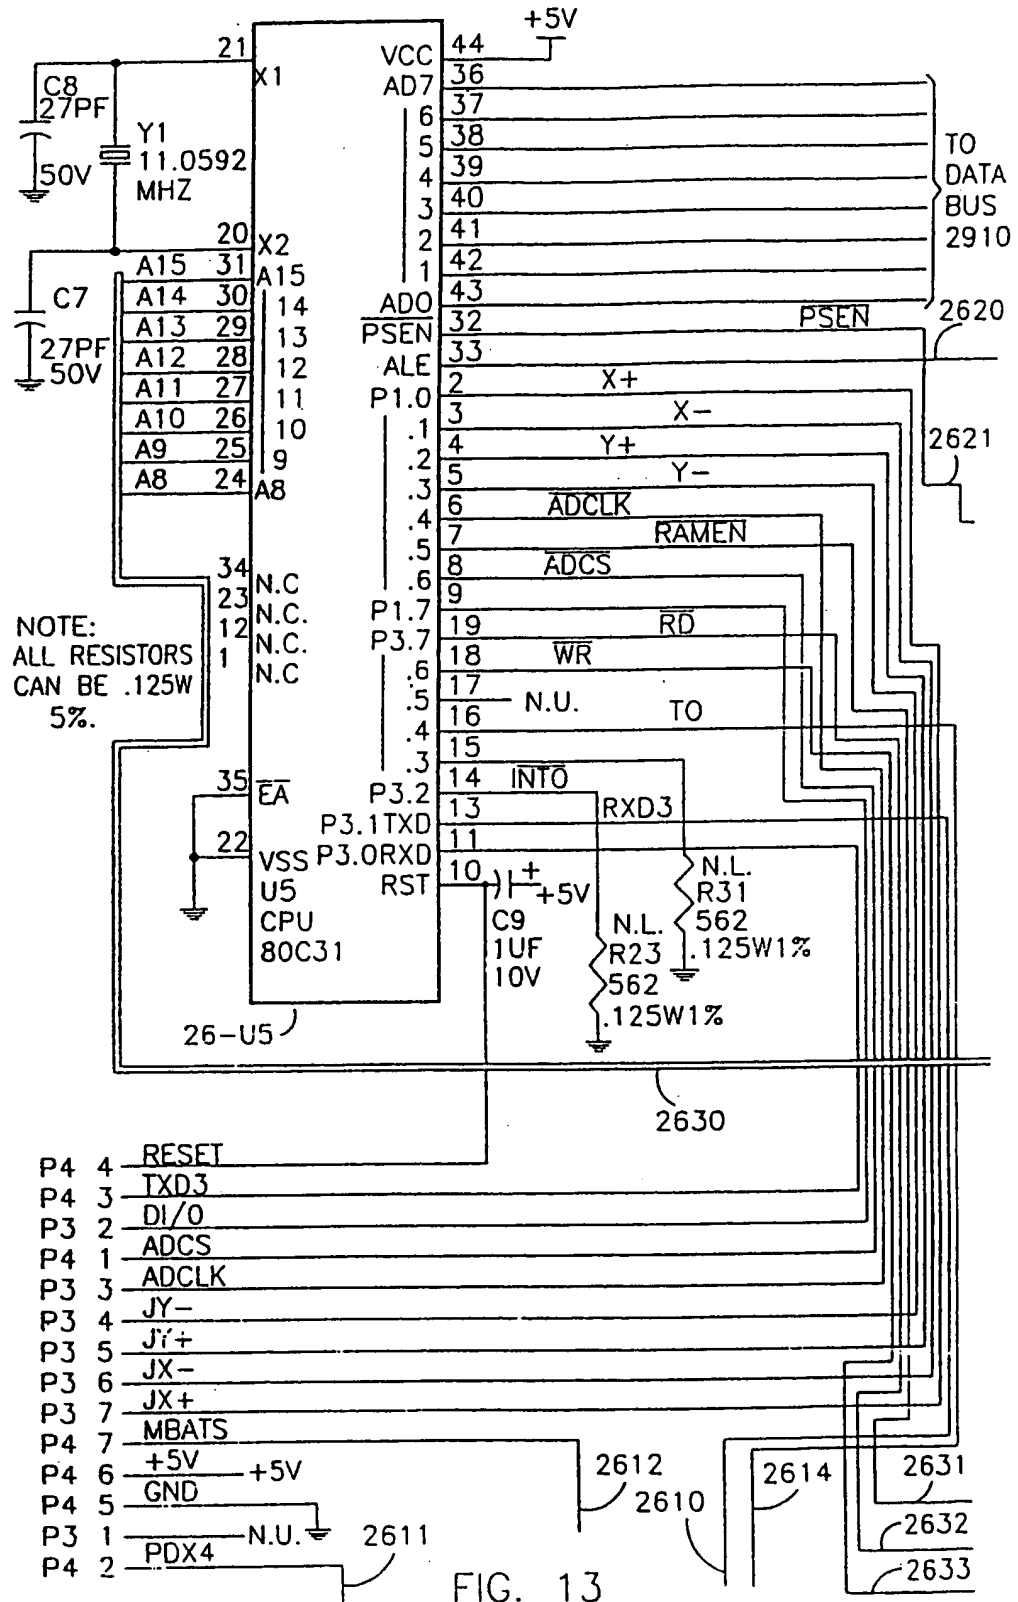 +5V
21
VCC
44
X1
AD7
36
C8
27PF
50V
Y1
11.0592
MHZ
6
37
5
38
4
39
3
40
2
41
1
42
AD0
43
TO
DATA
BUS
2910
20
X2
A15
31
A15
A14
30
14
A13
29
13
A12
28
12
A11
27
11
A10
26
10
A9
25
9
A8
24
A8
C7
27PF
50V
PSEN
32
PSEN
2620
ALE
33
P1.0
2
X+
.1
3
X-
2621
.2
4
Y+
.3
5
Y-
.4
6
ADCLK
.5
7
RAMEN
.6
8
ADCS
P1.7
9
34
N.C
23
N.C.
12
N.C.
1
N.C
NOTE:
ALL RESISTORS
CAN BE .125W
5%.
P3.7
19
RD
.6
18
WR
.5
17
N.U.
.4
16
TO
.3
15
P3.2
14
INTO
P3.1TXD
13
RXD3
P3.0RXD
11
RST
10
35
EA
22
VSS
U5
CPU
80C31
+
+5V
C9
1UF
10V
N.L.
R31
562
.125W1%
N.L.
R23
562
.125W1%
26-U5
2630
P4 4 RESET
P4 3 TXD3
P3 2 DI/O
P4 1 ADCS
P3 3 ADCLK
P3 4 JY-
P3 5 JY+
P3 6 JX-
P3 7 JX+
P4 7 MBATS
P4 6 +5V +5V
P4 5 GND
P3 1 N.U.
P4 2 PDX4
2611
2612
2610
2614
2631
2632
2633
FIG. 13